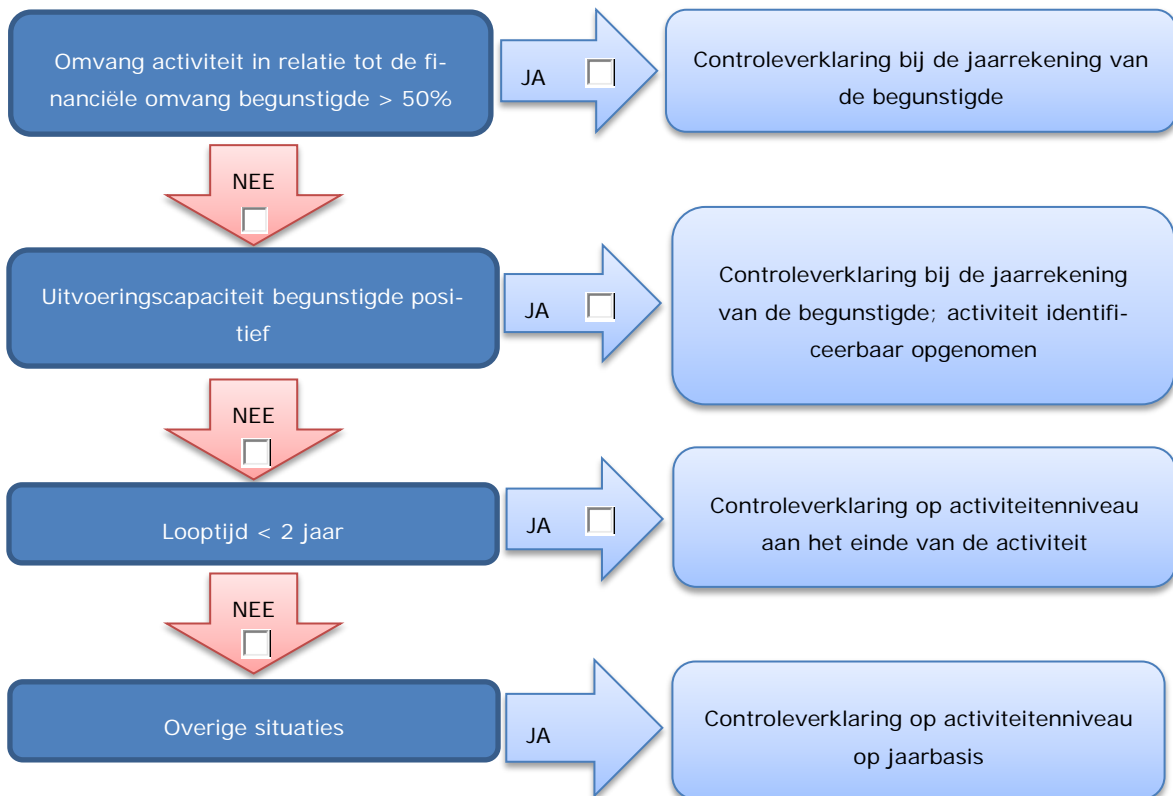 Omvang activiteit in relatie tot de fi-
nanciële omvang begunstigde > 50%
JA
Controleverklaring bij de jaarrekening van
de begunstigde
NEE
Uitvoeringscapaciteit begunstigde posi-
tief
JA
Controleverklaring bij de jaarrekening
van de begunstigde; activiteit identifi-
ceerbaar opgenomen
NEE
Looptijd < 2 jaar
JA
Controleverklaring op activiteitenniveau
aan het einde van de activiteit
NEE
Overige situaties
JA
Controleverklaring op activiteitenniveau
op jaarbasis